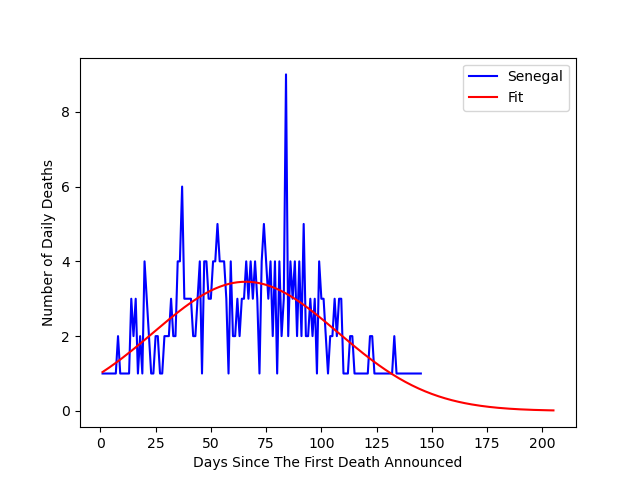 Senegal
Fit
8
6
4
2
0
Number of Daily Deaths
0 25 50 75 100 125 150 175 200
Days Since The First Death Announced